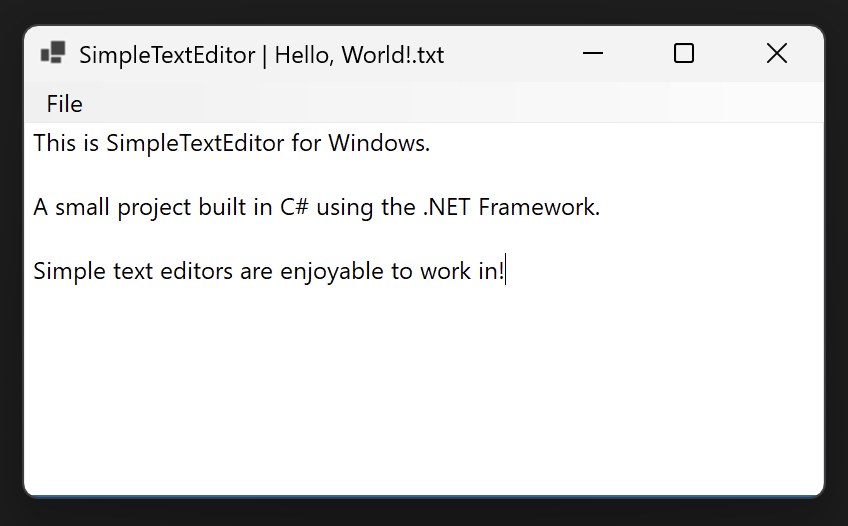 SimpleTextEditor | Hello, World!.txt
File
This is SimpleTextEditor for Windows.
A small project built in C# using the .NET Framework.
Simple text editors are enjoyable to work in!